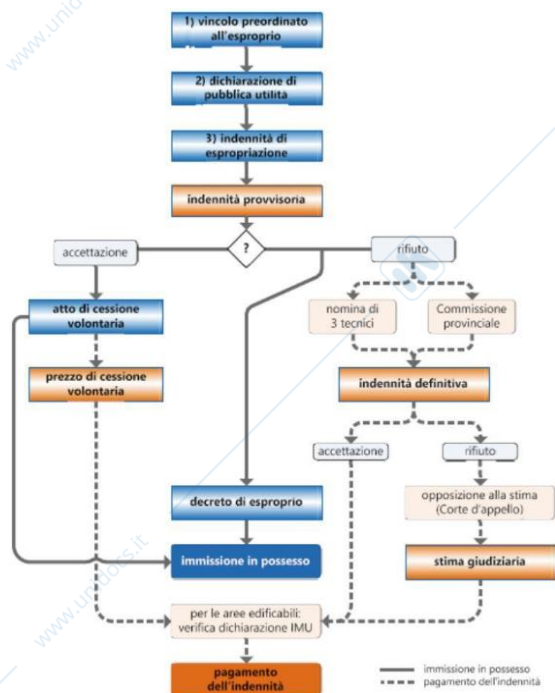 1) vincolo preordinato
all'esproprio
2) dichiarazione di
pubblica utilità
3) indennità di
espropriazione
indennità provvisoria
?
accettazione
rifiuto
atto di cessione
volontaria
nomina di
3 tecnici
Commissione
provinciale
prezzo di cessione
volontaria
indennità definitiva
accettazione
rifiuto
decreto di esproprio
opposizione alla stima
(Corte d'appello)
immissione in possesso
stima giudiziaria
per le aree edificabili:
verifica dichiarazione IMU
pagamento
dell'indennità
immissione in possesso
pagamento dell'indennità
www.unidocs.it